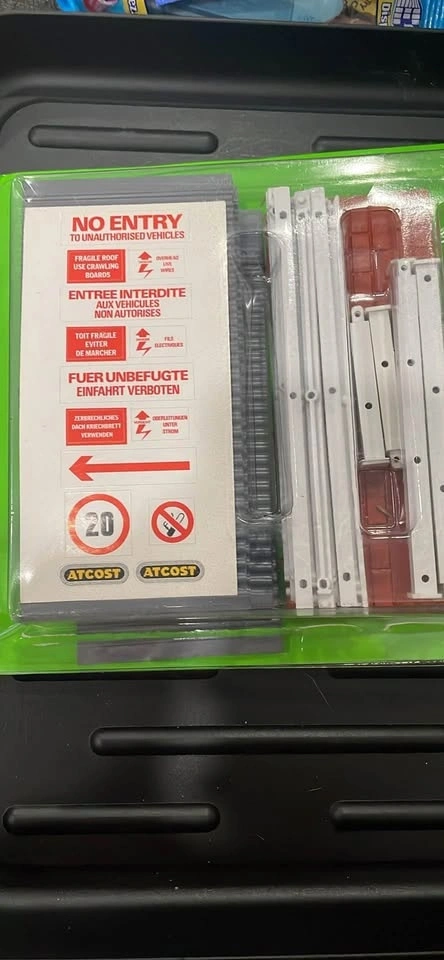 NO ENTRY
TO UNAUTHORISED VEHICLES
FRAGILE ROOF
USE CRAWLING
BOARDS
OVERHEAD
LIVE
WIRES
ENTREE INTERDITE
AUX VEHICULES
NON AUTORISES
TOIT FRAGILE
EVITER
DE MARCHER
FILS
ELECTRIQUES
FUER UNBEFUGTE
EINFAHRT VERBOTEN
ZERBRECHLICHES
DACH KRIECHBRETT
VERWENDEN
OBERLEITUNGEN
UNTER
STROM
20
ATCOST
ATCOST